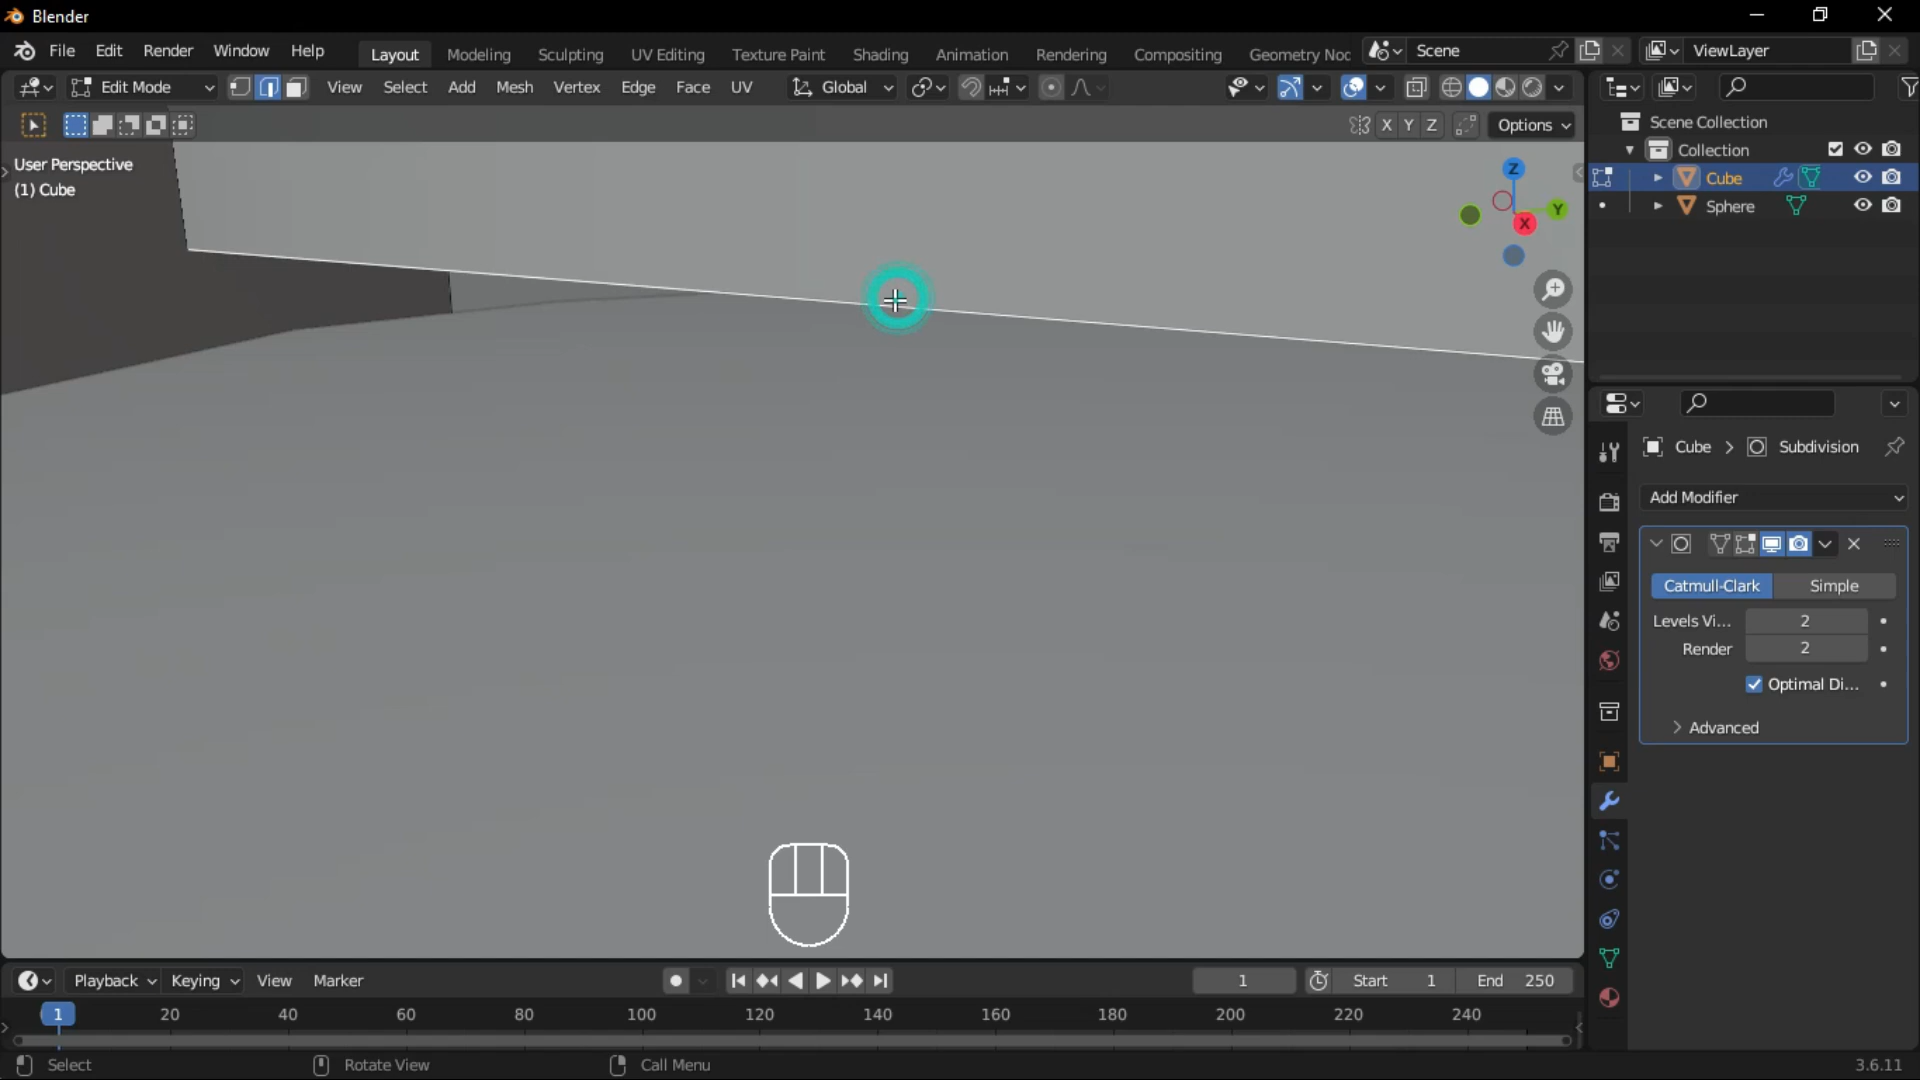 Blender
File Edit Render Window Help Layout Modeling Sculpting UV Editing Texture Paint Shading Animation Rendering Compositing Geometry Noc Scene ViewLayer
Edit Mode View Select Add Mesh Vertex Edge Face UV Global
X Y Z Options
User Perspective
(1) Cube
Z
Y
X
Scene Collection
Collection
Cube
Sphere
Cube > Subdivision
Add Modifier
Catmull-Clark Simple
Levels Vi... 2
Render 2
Optimal Di...
Advanced
Playback Keying View Marker 1 Start 1 End 250
1 20 40 60 80 100 120 140 160 180 200 220 240
Select Rotate View Call Menu 3.6.11